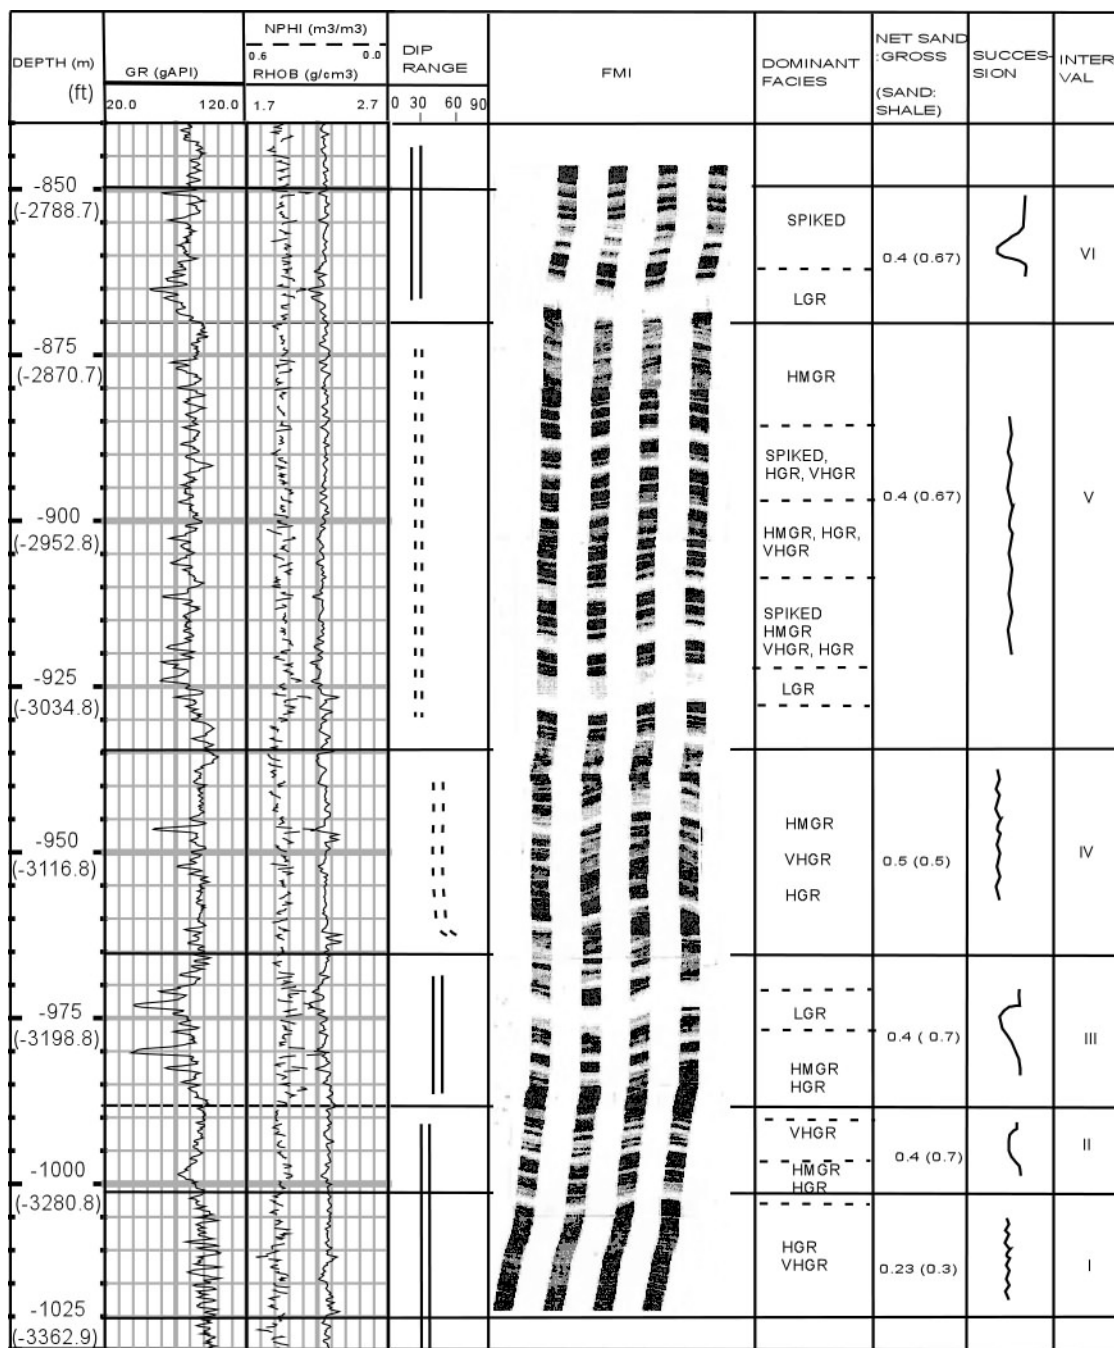 DEPTH (m)
(ft)
GR (gAPI)
20.0 120.0
NPHI (m3/m3)
0.6 0.0
RHOB (g/cm3)
1.7 2.7
DIP
RANGE
0 30 60 90
FMI
DOMINANT
FACIES
NET SAND
:GROSS
(SAND:
SHALE)
SUCCES-
SION
INTER
VAL
-850
(-2788.7)
SPIKED
LGR
0.4 (0.67)
VI
-875
(-2870.7)
HMGR
SPIKED,
HGR, VHGR
0.4 (0.67)
V
-900
(-2952.8)
HMGR, HGR,
VHGR
SPIKED
HMGR
VHGR, HGR
LGR
-925
(-3034.8)
HMGR
VHGR
HGR
0.5 (0.5)
IV
-950
(-3116.8)
LGR
-975
(-3198.8)
0.4 ( 0.7)
III
HMGR
HGR
VHGR
0.4 (0.7)
II
HMGR
HGR
-1000
(-3280.8)
HGR
VHGR
0.23 (0.3)
I
-1025
(-3362.9)